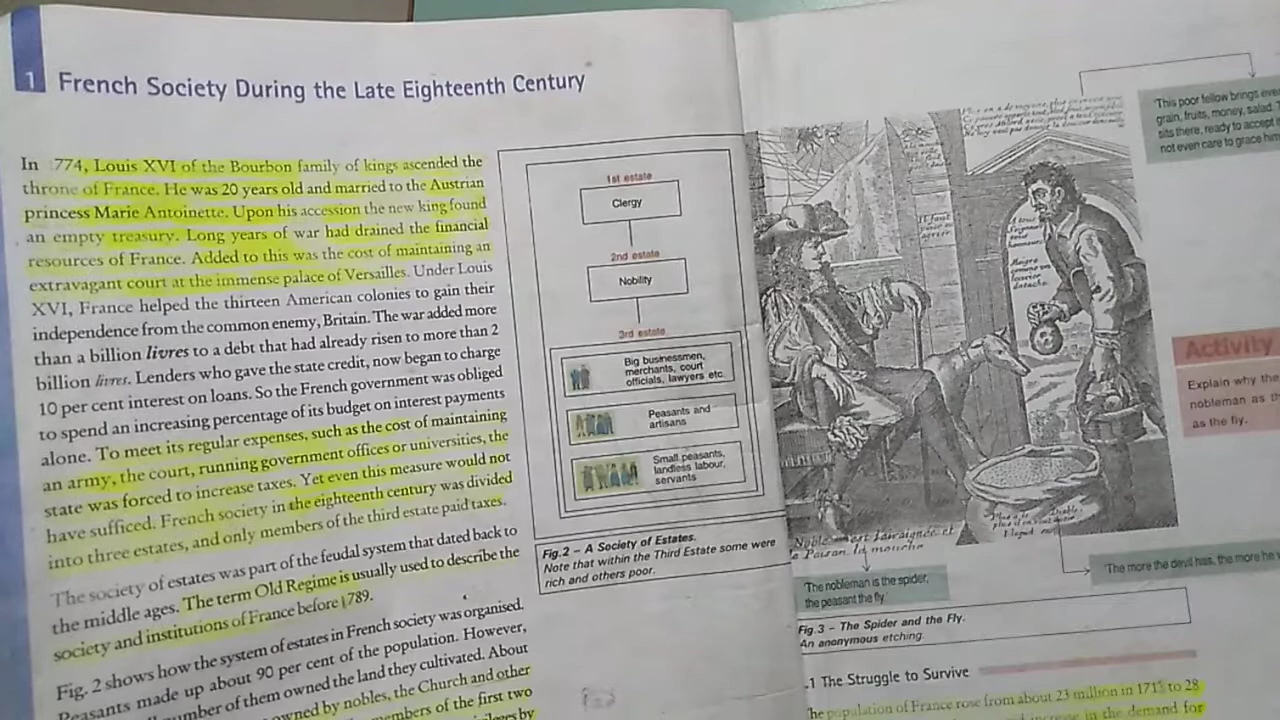 1 French Society During the Late Eighteenth Century
In 774, Louis XVI of the Bourbon family of kings ascended the
throne of France. He was 20 years old and married to the Austrian
princess Marie Antoinette. Upon his accession the new king found
an empty treasury. Long years of war had drained the financial
resources of France. Added to this was the cost of maintaining an
extravagant court at the immense palace of Versailles. Under Louis
XVI, France helped the thirteen American colonies to gain their
independence from the common enemy, Britain. The war added more
than a billion livres to a debt that had already risen to more than 2
billion livres. Lenders who gave the state credit, now began to charge
10 per cent interest on loans. So the French government was obliged
to spend an increasing percentage of its budget on interest payments
alone. To meet its regular expenses, such as the cost of maintaining
an army, the court, running government offices or universities, the
state was forced to increase taxes. Yet even this measure would not
have sufficed. French society in the eighteenth century was divided
into three estates, and only members of the third estate paid taxes.
The society of estates was part of the feudal system that dated back to
the middle ages. The term Old Regime is usually used to describe the
society and institutions of France before 1789.
Fig. 2 shows how the system of estates in French society was organised.
Peasants made up about 90 per cent of the population. However,
number of them owned the land they cultivated. About
owned by nobles, the Church and other
members of the first two
by
1st estate
Clergy
2nd estate
Nobility
3rd estate
Big businessmen,
merchants, court
officials, lawyers etc.
Peasants and
artisans
Small peasants,
landless labour,
servants
Fig.2 – A Society of Estates.
Note that within the Third Estate some were
rich and others poor.
'This poor fellow brings
grain, fruits, money, salad.
sits there, ready to accept
not even care to grace
Noble est
le Paisan la mouche
'The nobleman is the spider,
the peasant the fly.
'The more the devil has, the more he
Fig.3 – The Spider and the Fly.
An anonymous etching.
Activity
Explain why the
nobleman as
as the fly.
.1 The Struggle to Survive
The population of France rose from about 23 million in 1715 to 28
in the demand for